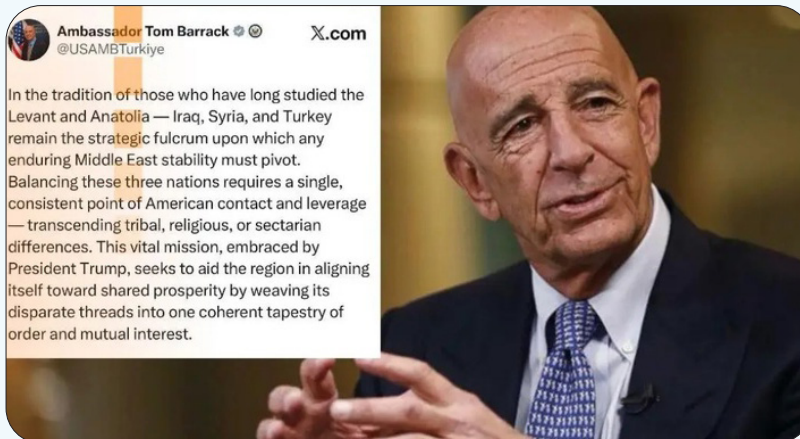 Ambassador Tom Barrack
X.com
@USAMBTurkiye
In the tradition of those who have long studied the
Levant and Anatolia — Iraq, Syria, and Turkey
remain the strategic fulcrum upon which any
enduring Middle East stability must pivot.
Balancing these three nations requires a single,
consistent point of American contact and leverage
— transcending tribal, religious, or sectarian
differences. This vital mission, embraced by
President Trump, seeks to aid the region in aligning
itself toward shared prosperity by weaving its
disparate threads into one coherent tapestry of
order and mutual interest.